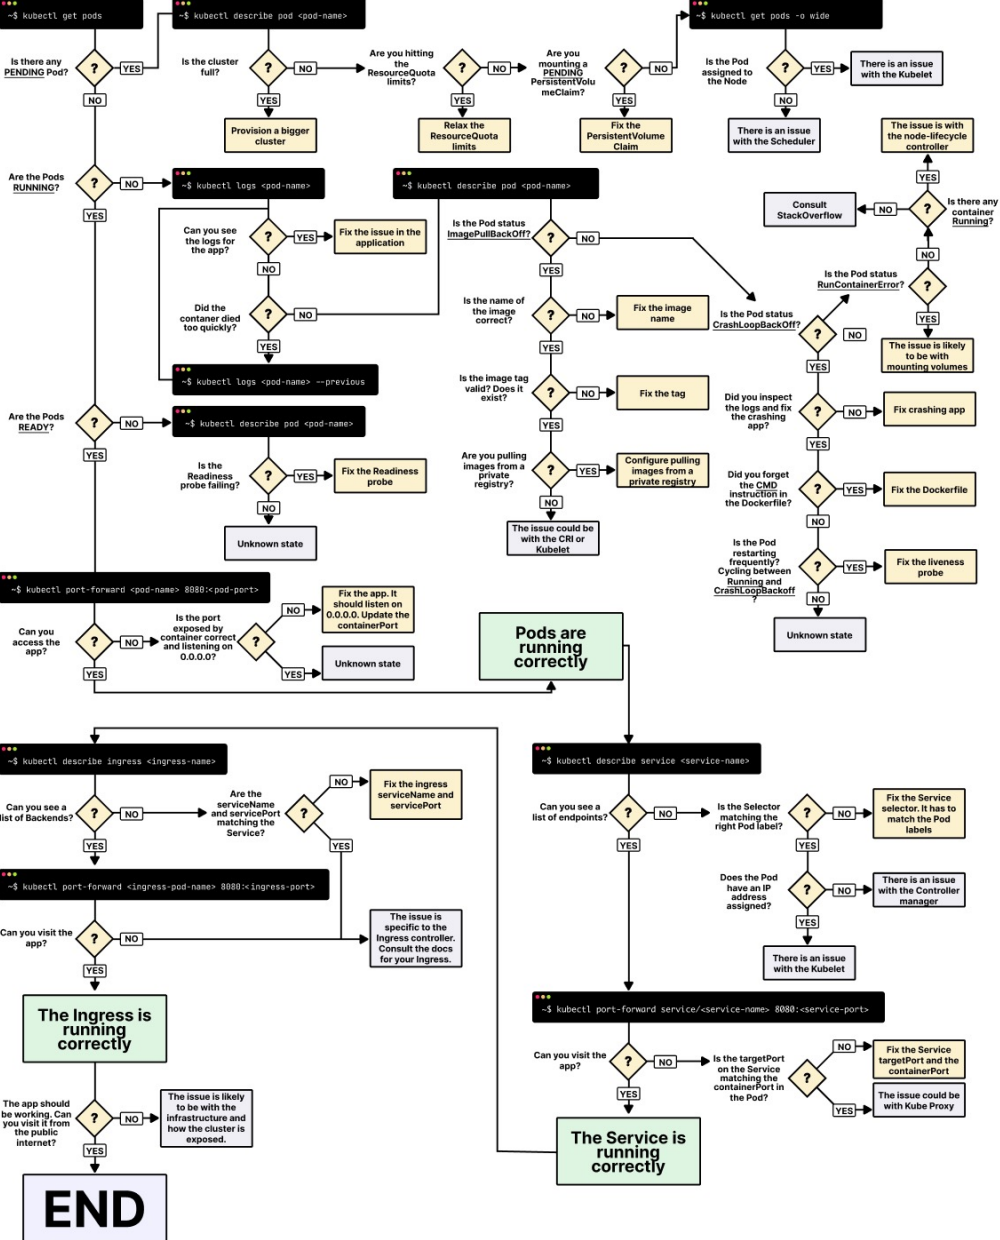 ~$ kubectl get pods
~$ kubectl describe pod <pod-name>
~$ kubectl get pods -o wide
Is there any
PENDING Pod?
?
YES
NO
Is the cluster
full?
?
NO
YES
Provision a bigger
cluster
Are you hitting
the
ResourceQuota
limits?
?
NO
YES
Relax the
ResourceQuota
limits
Are you
mounting a
PENDING
PersistentVolu
meClaim?
?
NO
YES
Fix the
PersistentVolume
Claim
Is the Pod
assigned to
the Node
?
YES
There is an issue
with the Kubelet
NO
There is an issue
with the Scheduler
Are the Pods
RUNNING?
?
NO
YES
~$ kubectl logs <pod-name>
Can you see
the logs for
the app?
?
YES
Fix the issue in the
application
NO
Did the
contaner died
too quickly?
?
NO
YES
~$ kubectl logs <pod-name> --previous
~$ kubectl describe pod <pod-name>
Is the Pod status
ImagePullBackOff?
?
NO
YES
Is the name of
the image
correct?
?
NO
Fix the image
name
YES
Is the image tag
valid? Does it
exist?
?
NO
Fix the tag
YES
Are you pulling
images from a
private
registry?
?
YES
Configure pulling
images from a
private registry
NO
The issue could be
with the CRI or
Kubelet
The issue is with
the node-lifecycle
controller
YES
Consult
StackOverflow
NO
?
Is there any
container
Running?
NO
Is the Pod status
RunContainerError?
?
YES
The issue is likely
to be with
mounting volumes
Is the Pod status
CrashLoopBackOff?
?
NO
YES
Did you inspect
the logs and fix
the crashing
app?
?
NO
Fix crashing app
YES
Did you forget
the CMD
instruction in
the Dockerfile?
?
YES
Fix the Dockerfile
NO
Is the Pod
restarting
frequently?
Cycling between
Running and
CrashLoopBackoff
?
?
YES
Fix the liveness
probe
NO
Unknown state
Are the Pods
READY?
?
NO
YES
~$ kubectl describe pod <pod-name>
Is the
Readiness
probe failing?
?
YES
Fix the Readiness
probe
NO
Unknown state
~$ kubectl port-forward <pod-name> 8080:<pod-port>
Can you
access the
app?
?
NO
YES
Is the port
exposed by
container correct
and listening on
0.0.0.0?
?
NO
Fix the app. It
should listen on
0.0.0.0. Update the
containerPort
YES
Unknown state
Pods are
running
correctly
~$ kubectl describe service <service-name>
Can you see a
list of endpoints?
?
NO
YES
Is the Selector
matching the
right Pod label?
?
NO
Fix the Service
selector. It has to
match the Pod
labels
YES
Does the Pod
have an IP
address
assigned?
?
NO
There is an issue
with the Controller
manager
YES
There is an issue
with the Kubelet
~$ kubectl port-forward service/<service-name> 8080:<service-port>
Can you visit the
app?
?
NO
YES
Is the targetPort
on the Service
matching the
containerPort in
the Pod?
?
NO
Fix the Service
targetPort and the
containerPort
YES
The issue could be
with Kube Proxy
The Service is
running
correctly
~$ kubectl describe ingress <ingress-name>
Can you see a
list of Backends?
?
NO
YES
Are the
serviceName
and servicePort
matching the
Service?
?
NO
Fix the ingress
serviceName and
servicePort
YES
~$ kubectl port-forward <ingress-pod-name> 8080:<ingress-port>
Can you visit the
app?
?
NO
The issue is
specific to the
Ingress controller.
Consult the docs
for your Ingress.
YES
The Ingress is
running
correctly
The app should
be working. Can
you visit it from
the public
internet?
?
NO
The issue is likely
to be with the
infrastructure and
how the cluster is
exposed.
YES
END